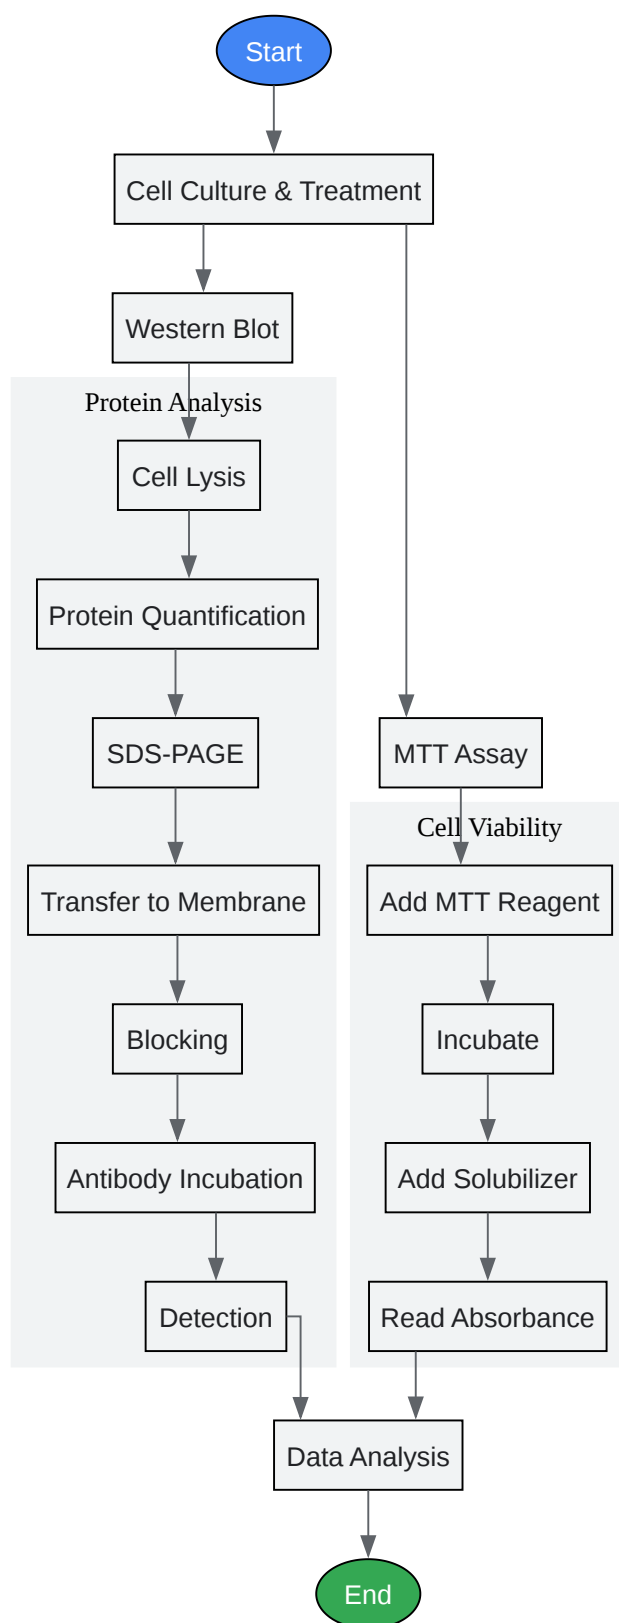 Start
Cell Culture & Treatment
Western Blot
Protein Analysis
Cell Lysis
Protein Quantification
SDS-PAGE
MTT Assay
Cell Viability
Transfer to Membrane
Add MTT Reagent
Blocking
Incubate
Antibody Incubation
Add Solubilizer
Detection
Read Absorbance
Data Analysis
End